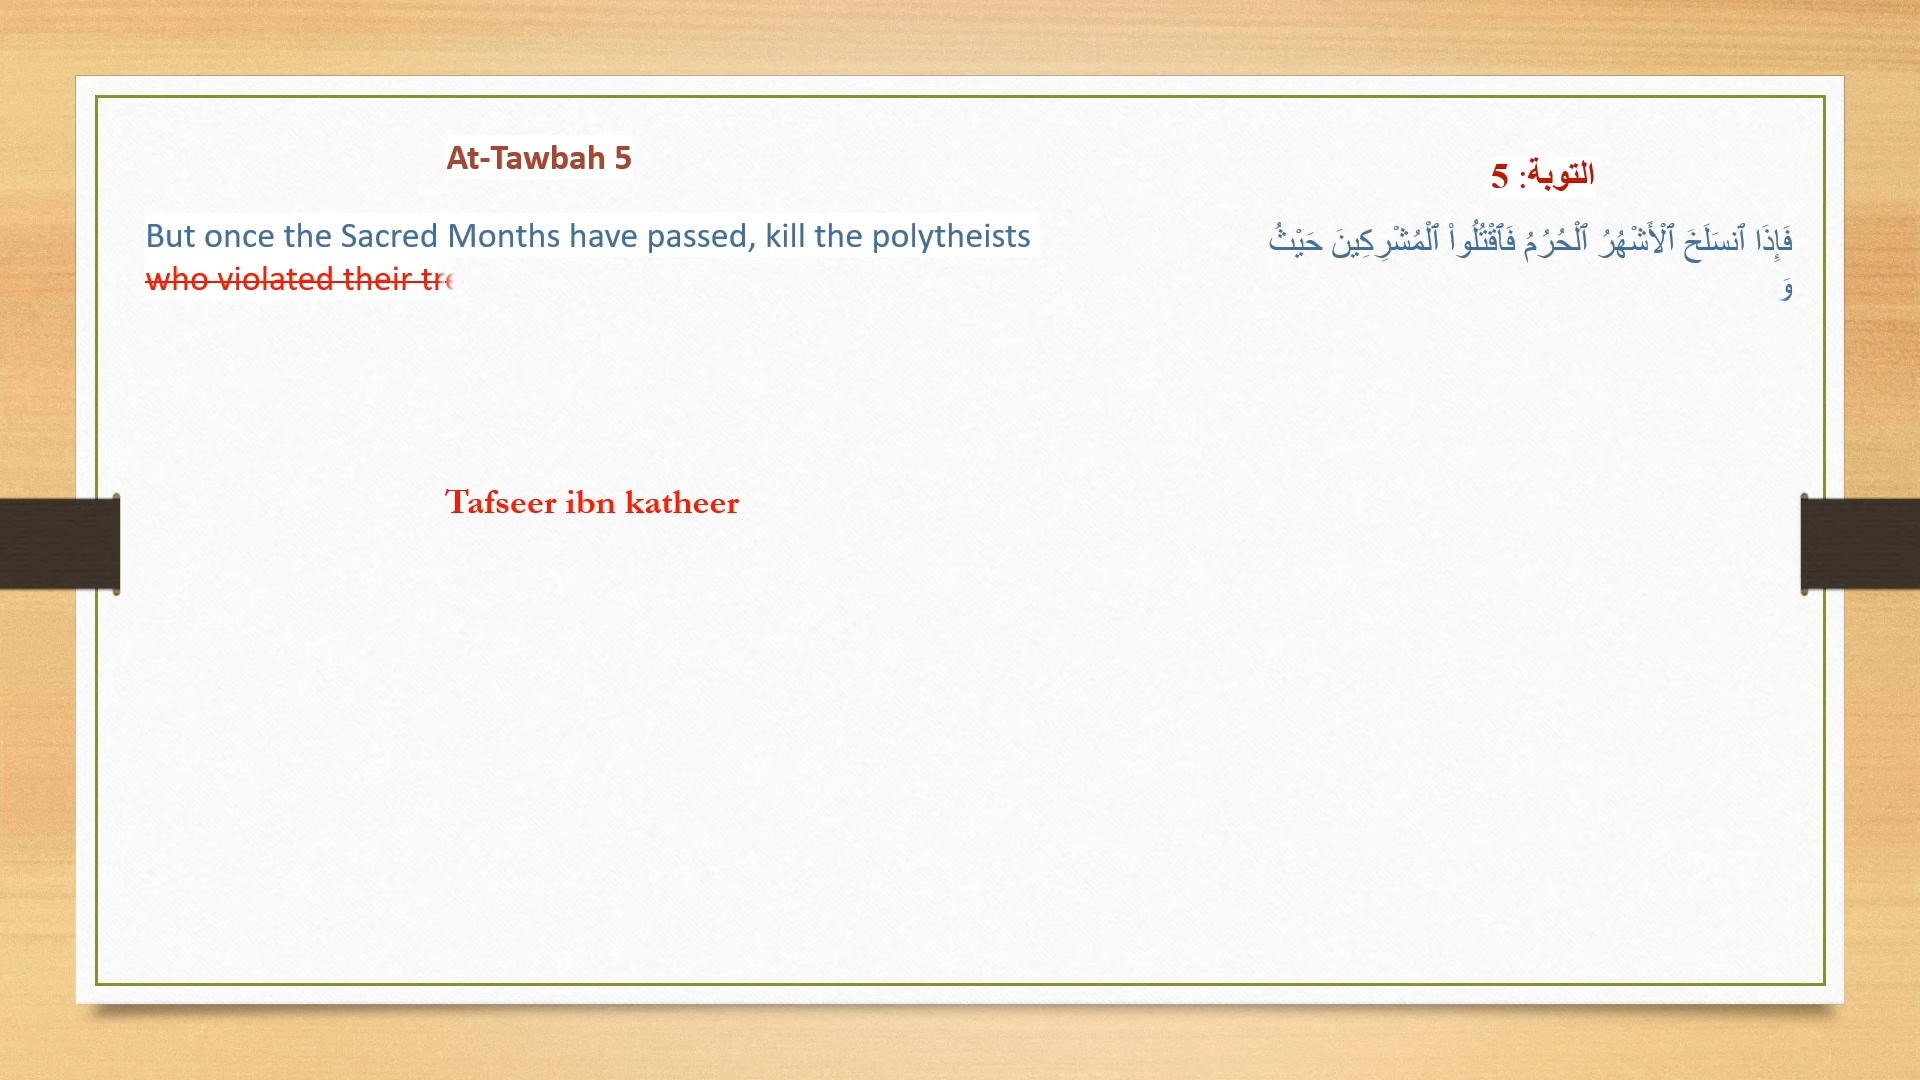 At-Tawbah 5
But once the Sacred Months have passed, kill the polytheists
who violated their
التوبة: 5
فَإِذَا ٱنسَلَخَ ٱلْأَشْهُرُ ٱلْحُرُمُ فَٱقْتُلُوا۟ ٱلْمُشْرِكِينَ حَيْثُ
وَ
Tafseer ibn katheer